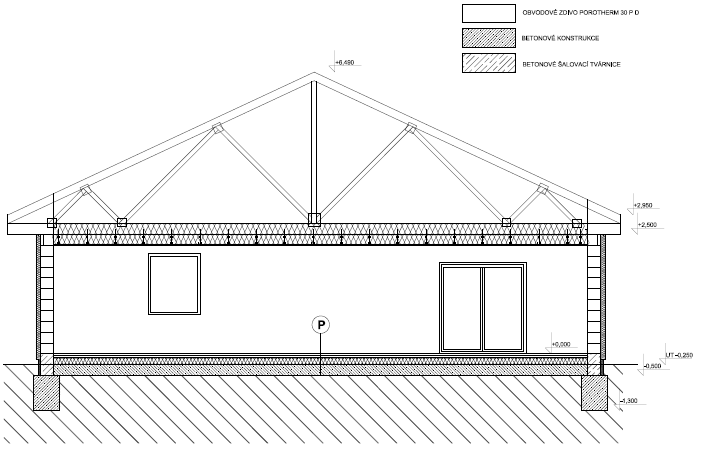 OBVODOVÉ ZDIVO POROTHERM 30 P D
BETONOVÉ KONSTRUKCE
BETONOVÉ ŠALOVACÍ TVÁRNICE
+6,490
+2,950
+2,500
P
+0,000
UT -0,250
-0,500
-1,300